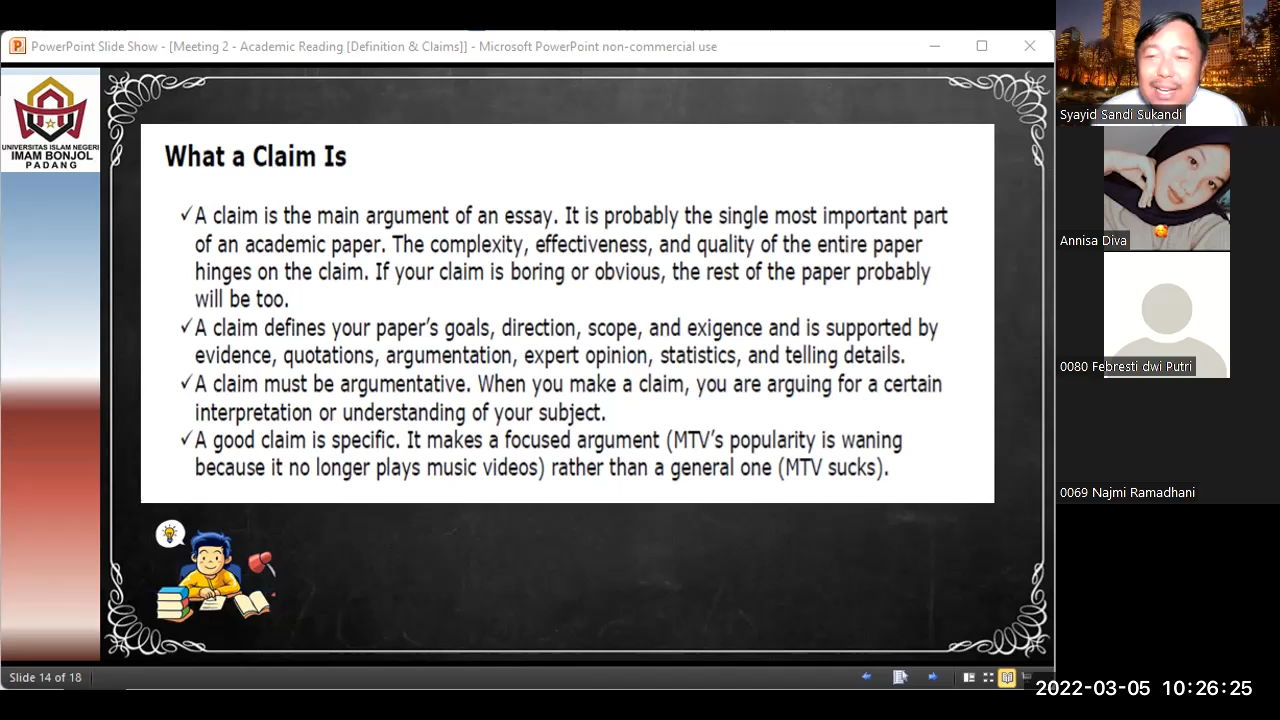 PowerPoint Slide Show - [Meeting 2 - Academic Reading [Definition & Claims]] - Microsoft PowerPoint non-commercial use
UNIVERSITAS ISLAM NEGERI
IMAM BONJOL
PADANG
What a Claim Is
✓A claim is the main argument of an essay. It is probably the single most important part
of an academic paper. The complexity, effectiveness, and quality of the entire paper
hinges on the claim. If your claim is boring or obvious, the rest of the paper probably
will be too.
✓A claim defines your paper's goals, direction, scope, and exigence and is supported by
evidence, quotations, argumentation, expert opinion, statistics, and telling details.
✓A claim must be argumentative. When you make a claim, you are arguing for a certain
interpretation or understanding of your subject.
✓A good claim is specific. It makes a focused argument (MTV's popularity is waning
because it no longer plays music videos) rather than a general one (MTV sucks).
Slide 14 of 18
Syayid Sandi Sukandi
Annisa Diva
0080 Febresti dwi Putri
0069 Najmi Ramadhani
2022-03-05 10:26:25